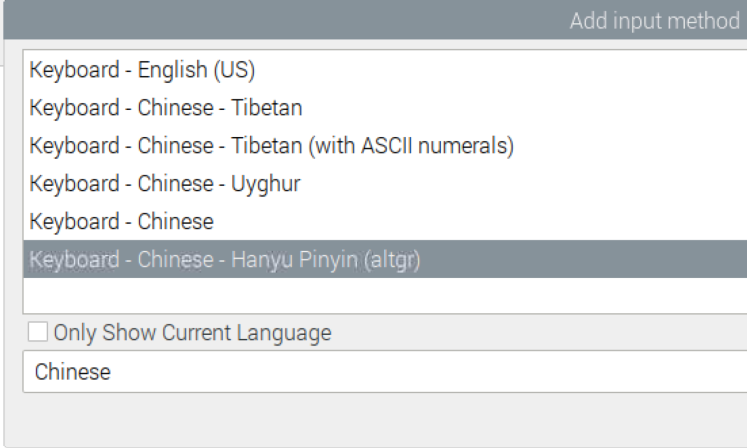 Add input method
Keyboard - English (US)
Keyboard - Chinese - Tibetan
Keyboard - Chinese - Tibetan (with ASCII numerals)
Keyboard - Chinese - Uyghur
Keyboard - Chinese
Keyboard - Chinese - Hanyu Pinyin (altgr)
Only Show Current Language
Chinese